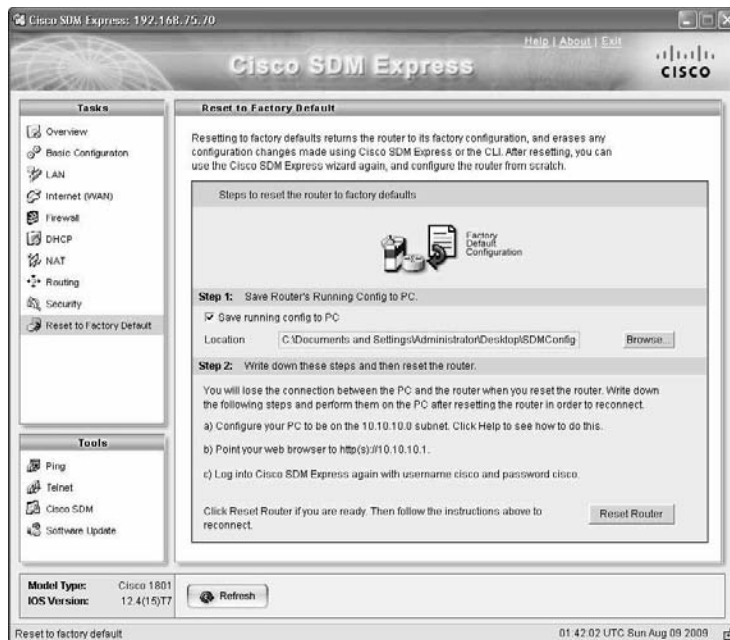 Cisco SDM Express: 192.168.75.70
Help | About | Exit
Cisco SDM Express
CISCO
Tasks
Overview
Basic Configuraton
LAN
Internet (WAN)
Firewall
DHCP
NAT
Routing
Security
Reset to Factory Default
Tools
Ping
Telnet
Cisco SDM
Software Update
Reset to Factory Default
Resetting to factory defaults returns the router to its factory configuration, and erases any
configuration changes made using Cisco SDM Express or the CLI. After resetting, you can
use the Cisco SDM Express wizard again, and configure the router from scratch.
Steps to reset the router to factory defaults
Factory
Default
Configuration
Step 1: Save Router's Running Config to PC.
Save running config to PC
Location C:\Documents and Settings\Administrator\Desktop\SDMConfig Browse...
Step 2: Write down these steps and then reset the router.
You will lose the connection between the PC and the router when you reset the router. Write down
the following steps and perform them on the PC after resetting the router in order to reconnect.
a) Configure your PC to be on the 10.10.10.0 subnet. Click Help to see how to do this.
b) Point your web browser to http(s)://10.10.10.1.
c) Log into Cisco SDM Express again with username cisco and password cisco.
Click Reset Router if you are ready. Then follow the instructions above to
reconnect.
Reset Router
Model Type: Cisco 1801
IOS Version: 12.4(15)T7
Refresh
Reset to factory default
01:42:02 UTC Sun Aug 09 2009